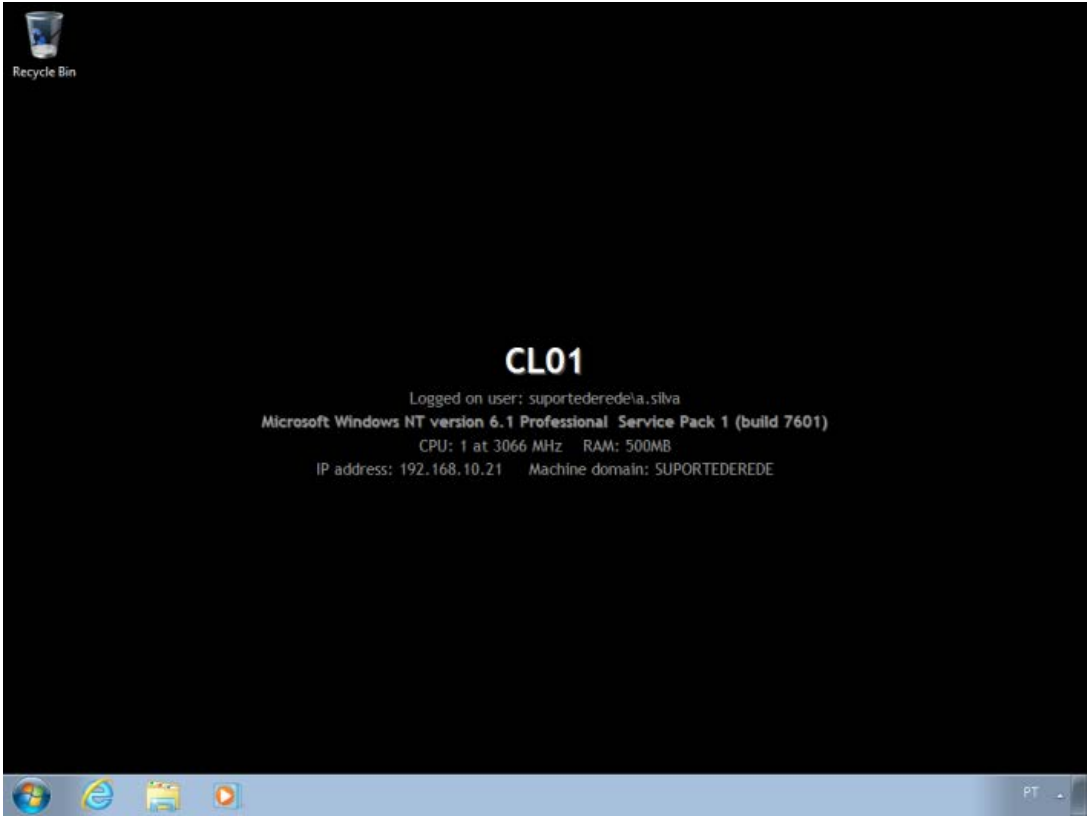 Recycle Bin
CL01
Logged on user: suportederede\a.silva
Microsoft Windows NT version 6.1 Professional  Service Pack 1 (build 7601)
CPU: 1 at 3066 MHz    RAM: 500MB
IP address: 192.168.10.21    Machine domain: SUPORTEDEREDE
PT